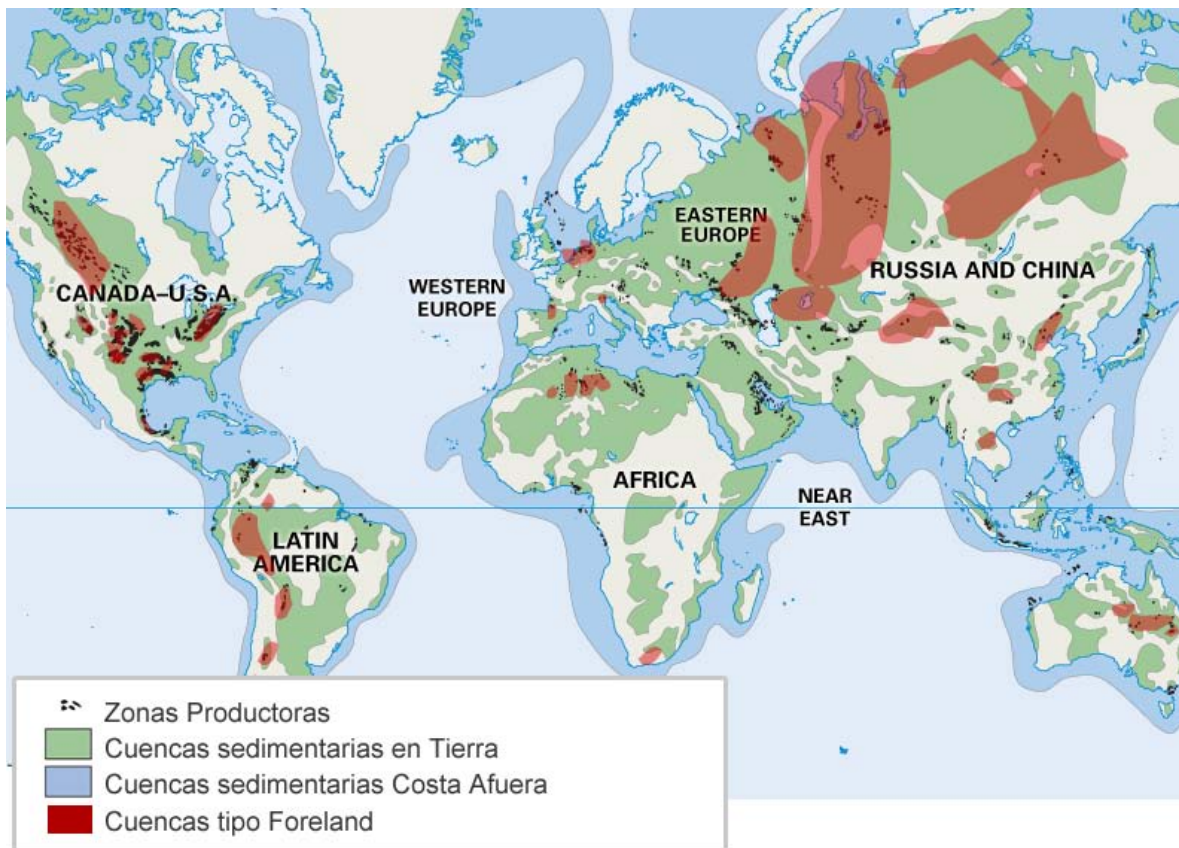 CANADA–U.S.A.
WESTERN
EUROPE
EASTERN
EUROPE
RUSSIA AND CHINA
AFRICA
NEAR
EAST
LATIN
AMERICA
Zonas Productoras
Cuencas sedimentarias en Tierra
Cuencas sedimentarias Costa Afuera
Cuencas tipo Foreland